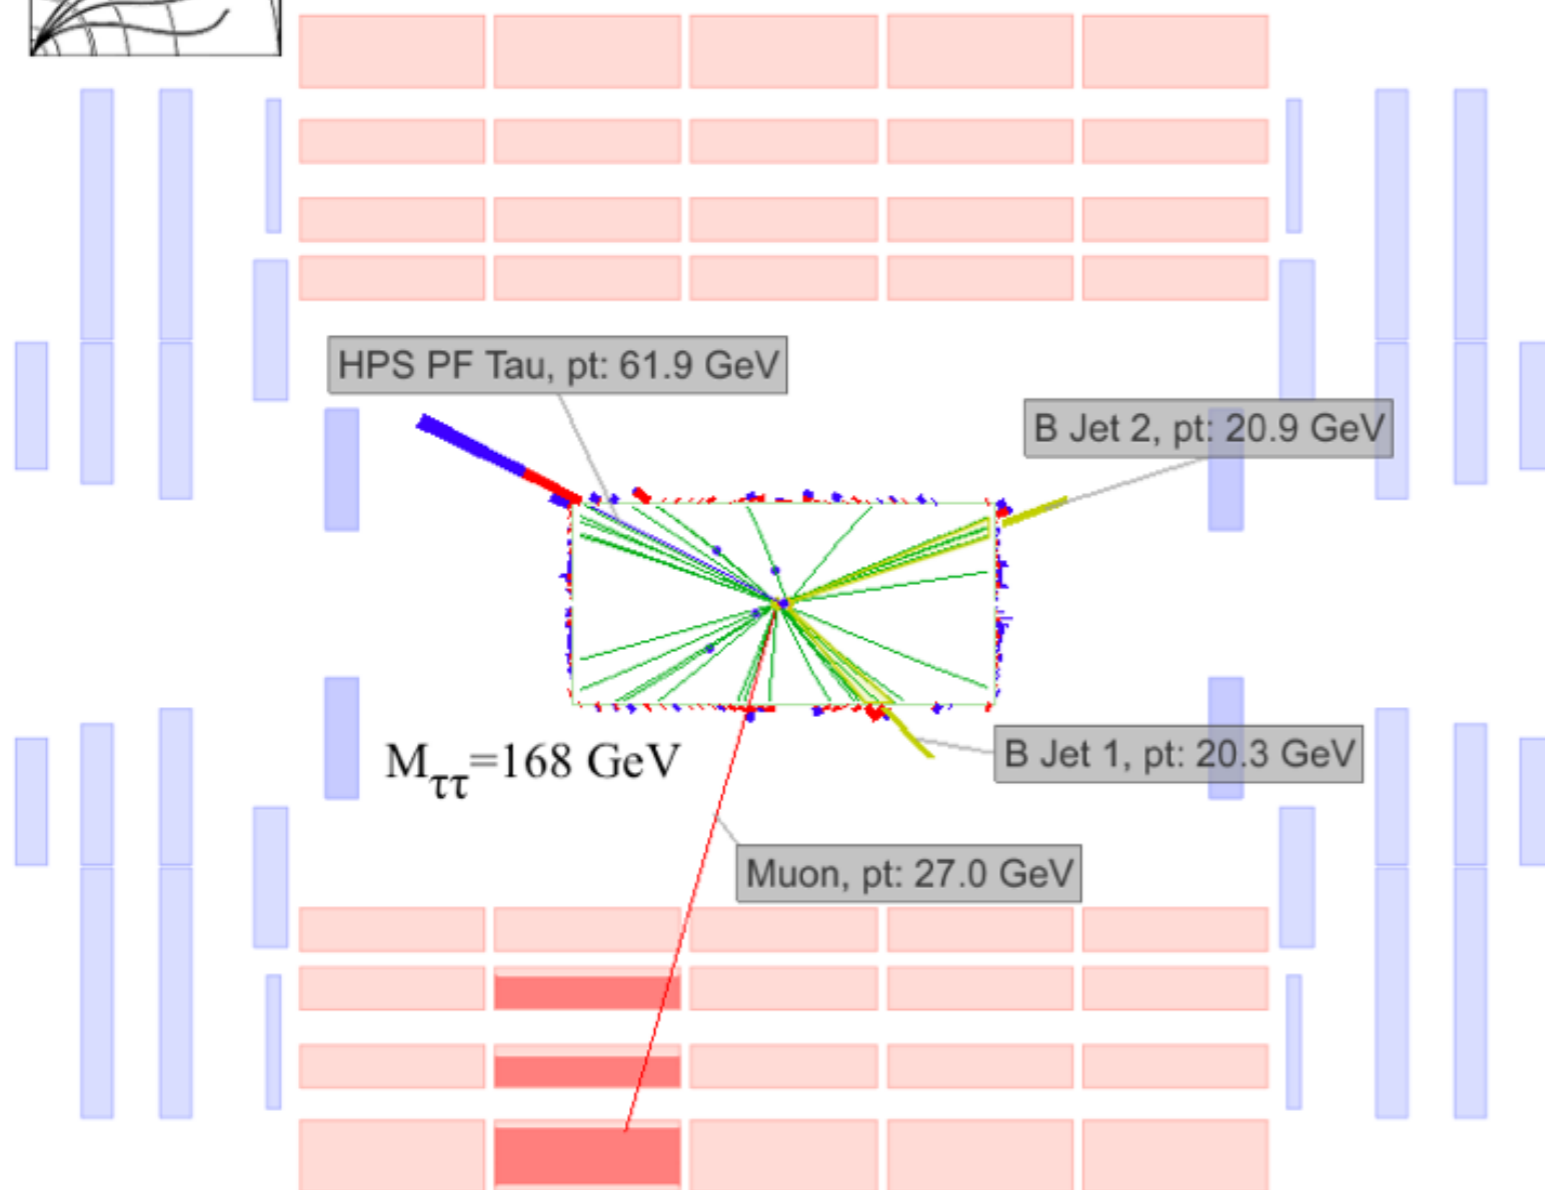 HPS PF Tau, pt: 61.9 GeV
B Jet 2, pt: 20.9 GeV
B Jet 1, pt: 20.3 GeV
Mττ=168 GeV
Muon, pt: 27.0 GeV